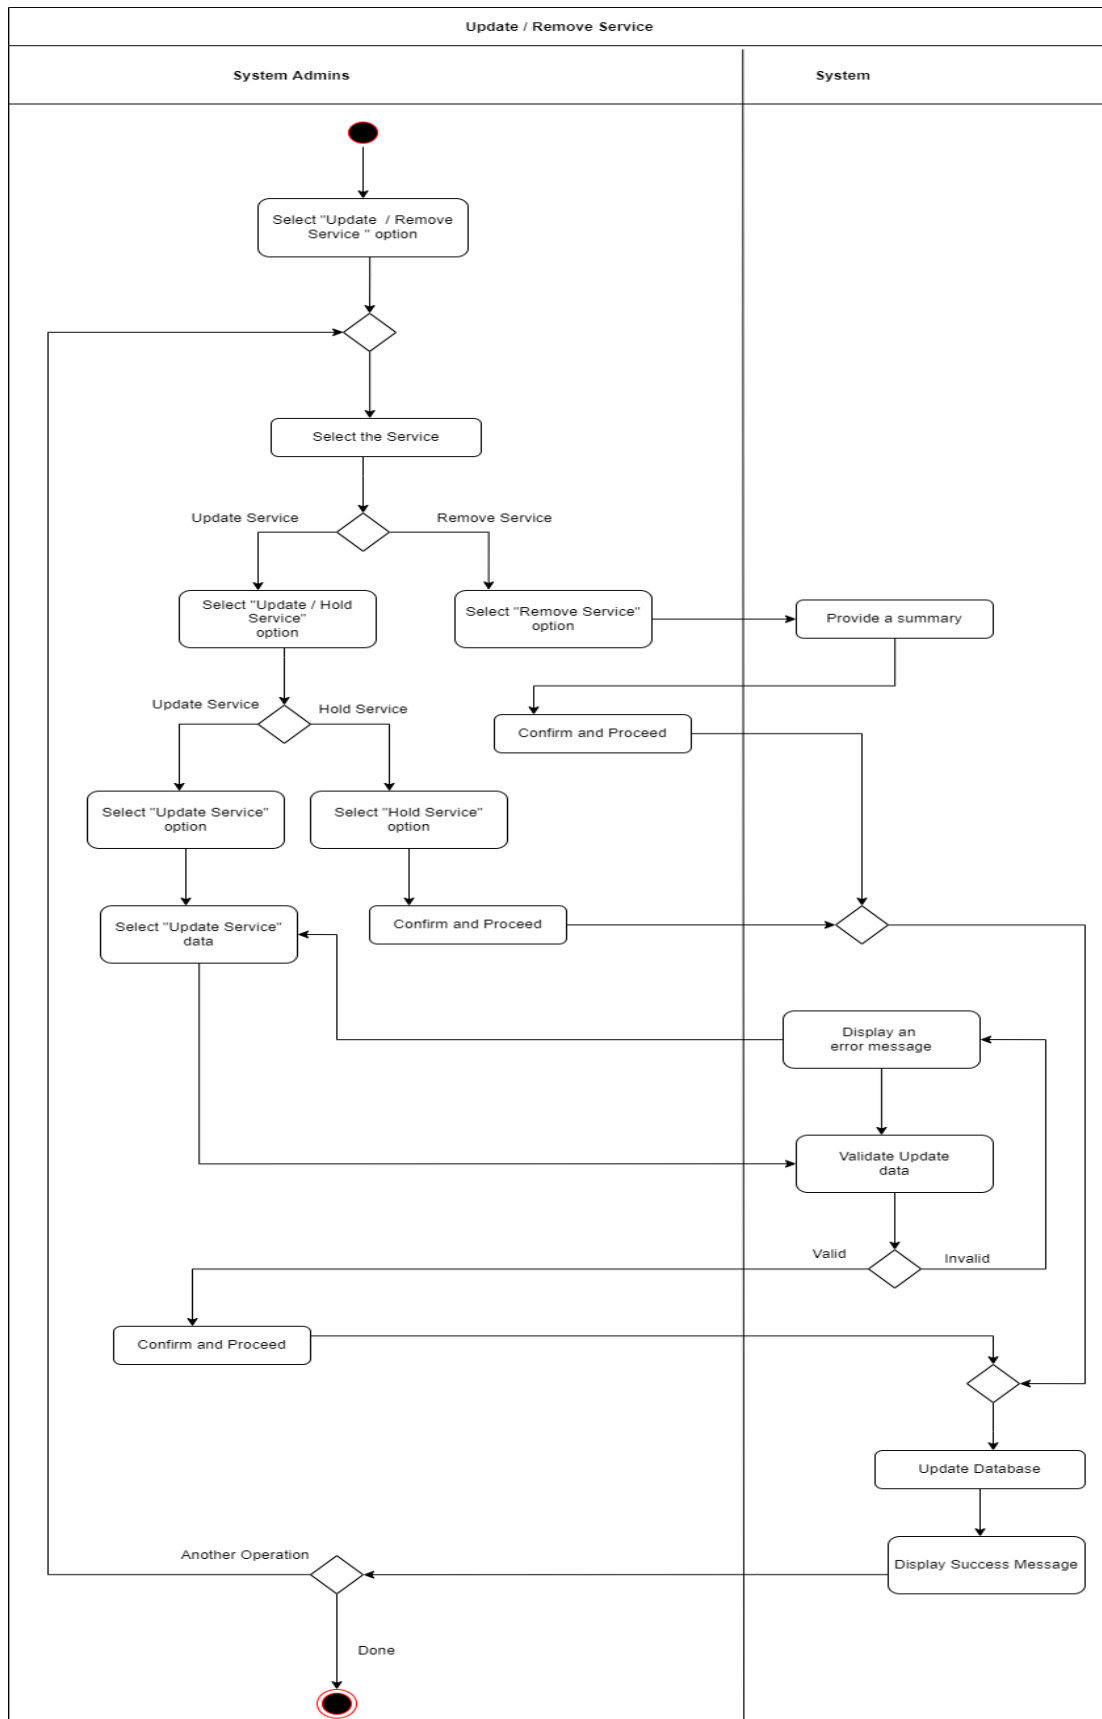 Update / Remove Service
System Admins
System
Select "Update  / Remove
Service " option
Select the Service
Update Service
Remove Service
Select "Update / Hold
Service"
option
Select "Remove Service"
option
Provide a summary
Update Service
Hold Service
Confirm and Proceed
Select "Update Service"
option
Select "Hold Service"
option
Select "Update Service"
data
Confirm and Proceed
Display an
error message
Validate Update
data
Valid
Invalid
Confirm and Proceed
Update Database
Another Operation
Display Success Message
Done